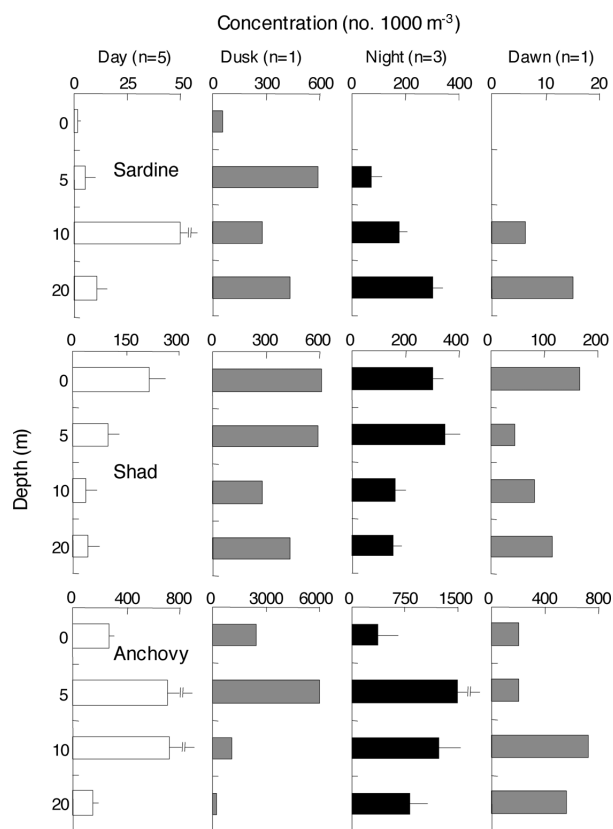 Concentration (no. 1000 m-3)
Day (n=5) Dusk (n=1) Night (n=3) Dawn (n=1)
0 25 50 0 300 600 0 200 400 0 10 20
0
5 Sardine
10
20
0 150 300 0 300 600 0 200 400 0 100 200
0
5
Shad
10
20
Depth (m)
0 400 800 0 3000 6000 0 750 1500 0 400 800
0
Anchovy
5
10
20